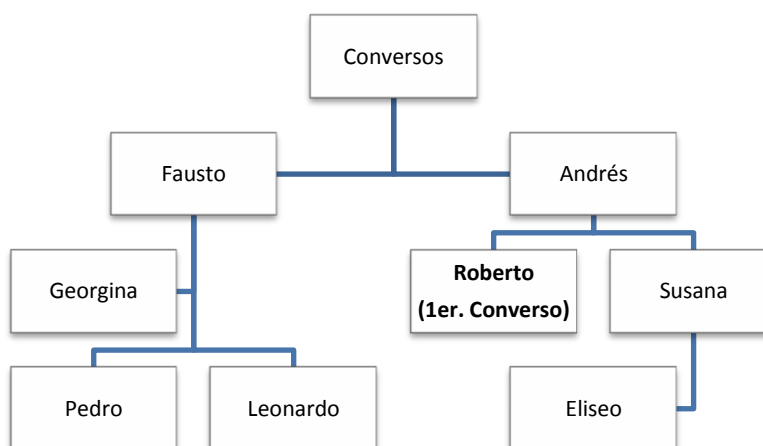 Conversos
Fausto
Andrés
Georgina
Roberto
(1er. Converso)
Susana
Pedro
Leonardo
Eliseo